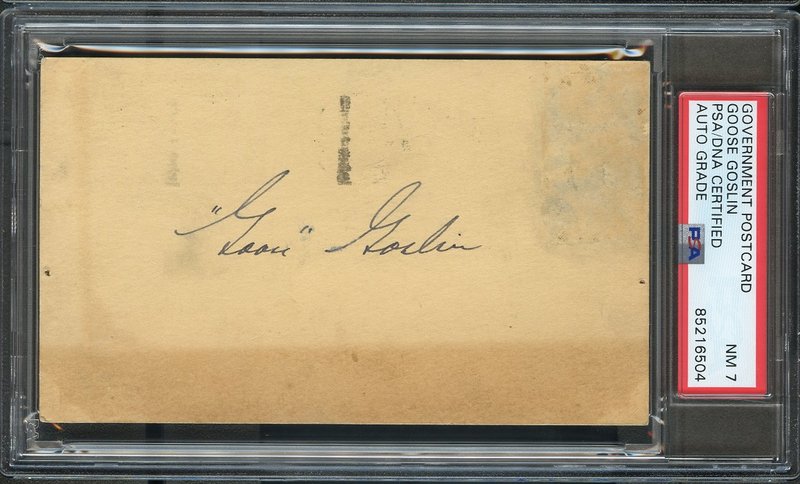 "Goose" Goslin
GOVERNMENT POSTCARD
GOOSE GOSLIN
PSA/DNA CERTIFIED
AUTO GRADE
NM 7
85216504
PSA